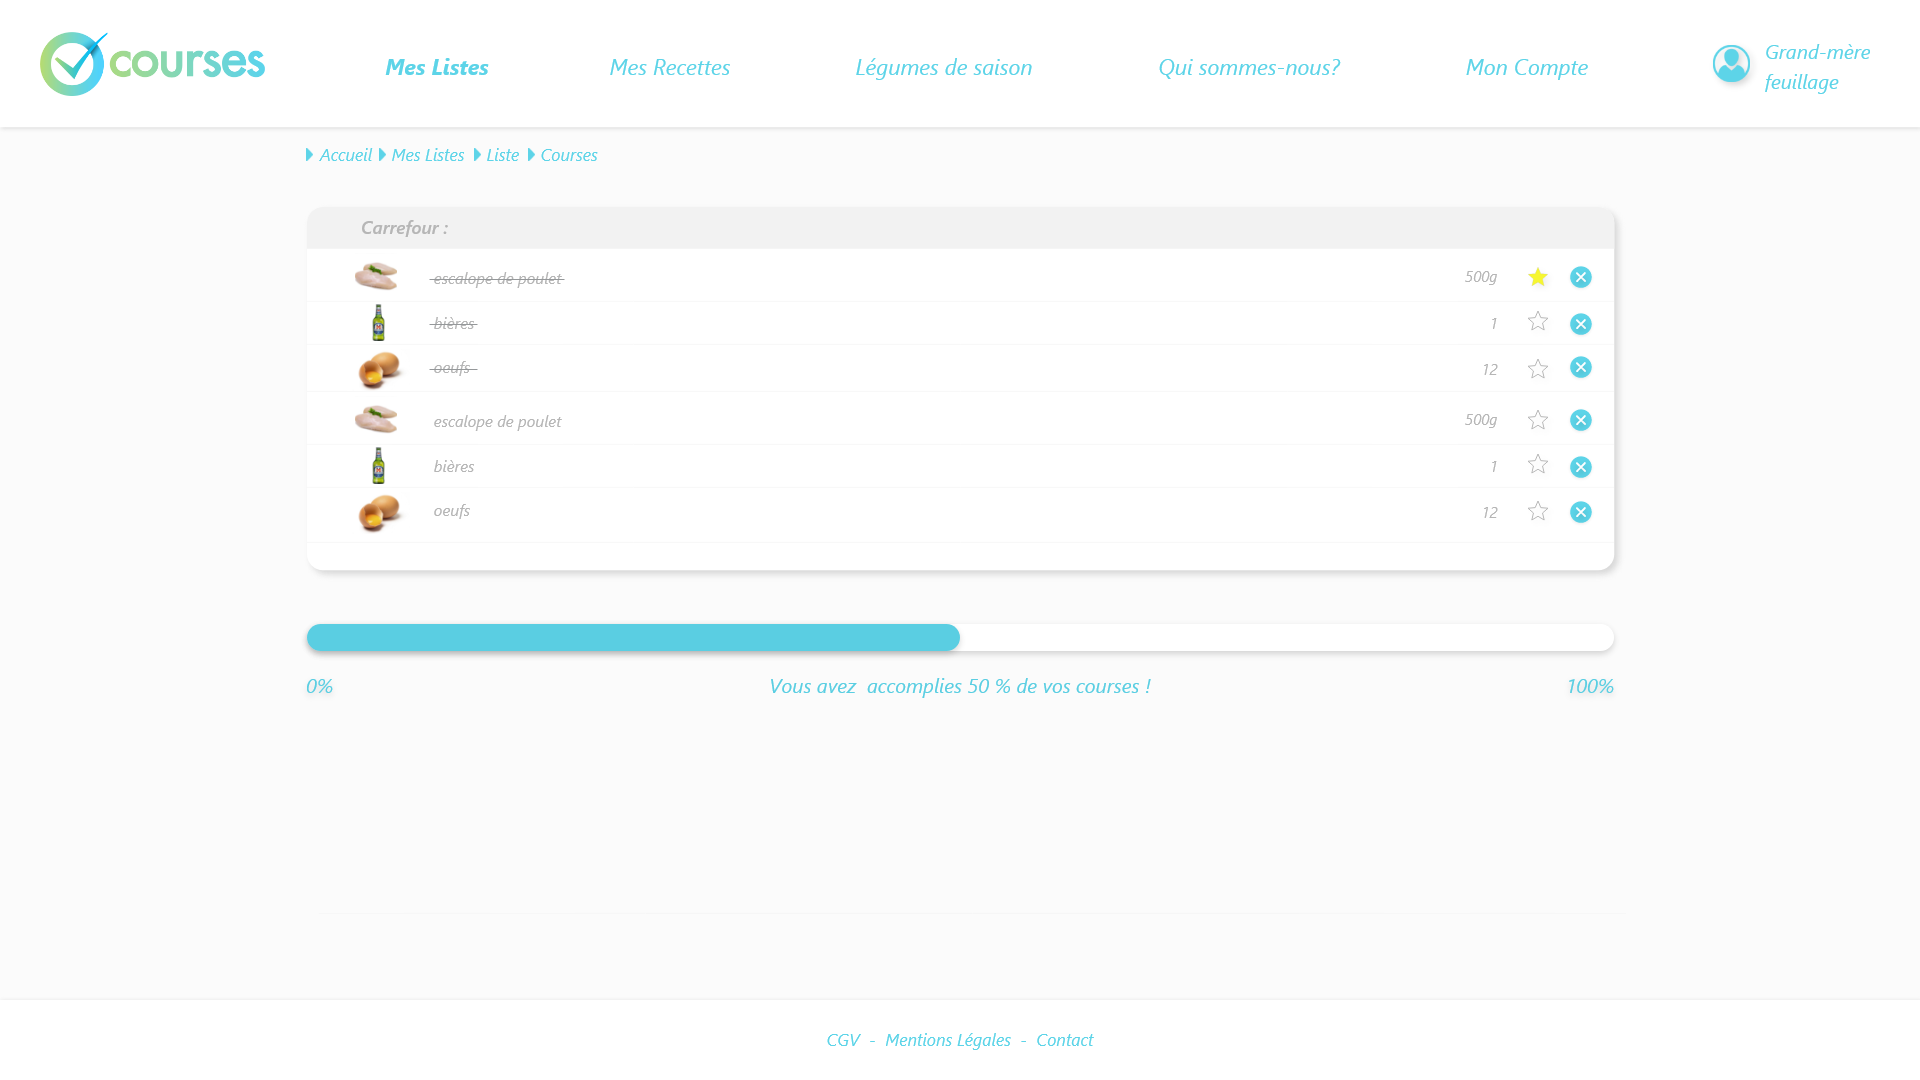 courses
Mes Listes
Mes Recettes
Légumes de saison
Qui sommes-nous?
Mon Compte
Grand-mère
feuillage
Accueil Mes Listes Liste Courses
Carrefour :
escalope de poulet 500g
bières 1
oeufs 12
escalope de poulet 500g
bières 1
oeufs 12
0% Vous avez  accomplies 50 % de vos courses ! 100%
CGV - Mentions Légales - Contact